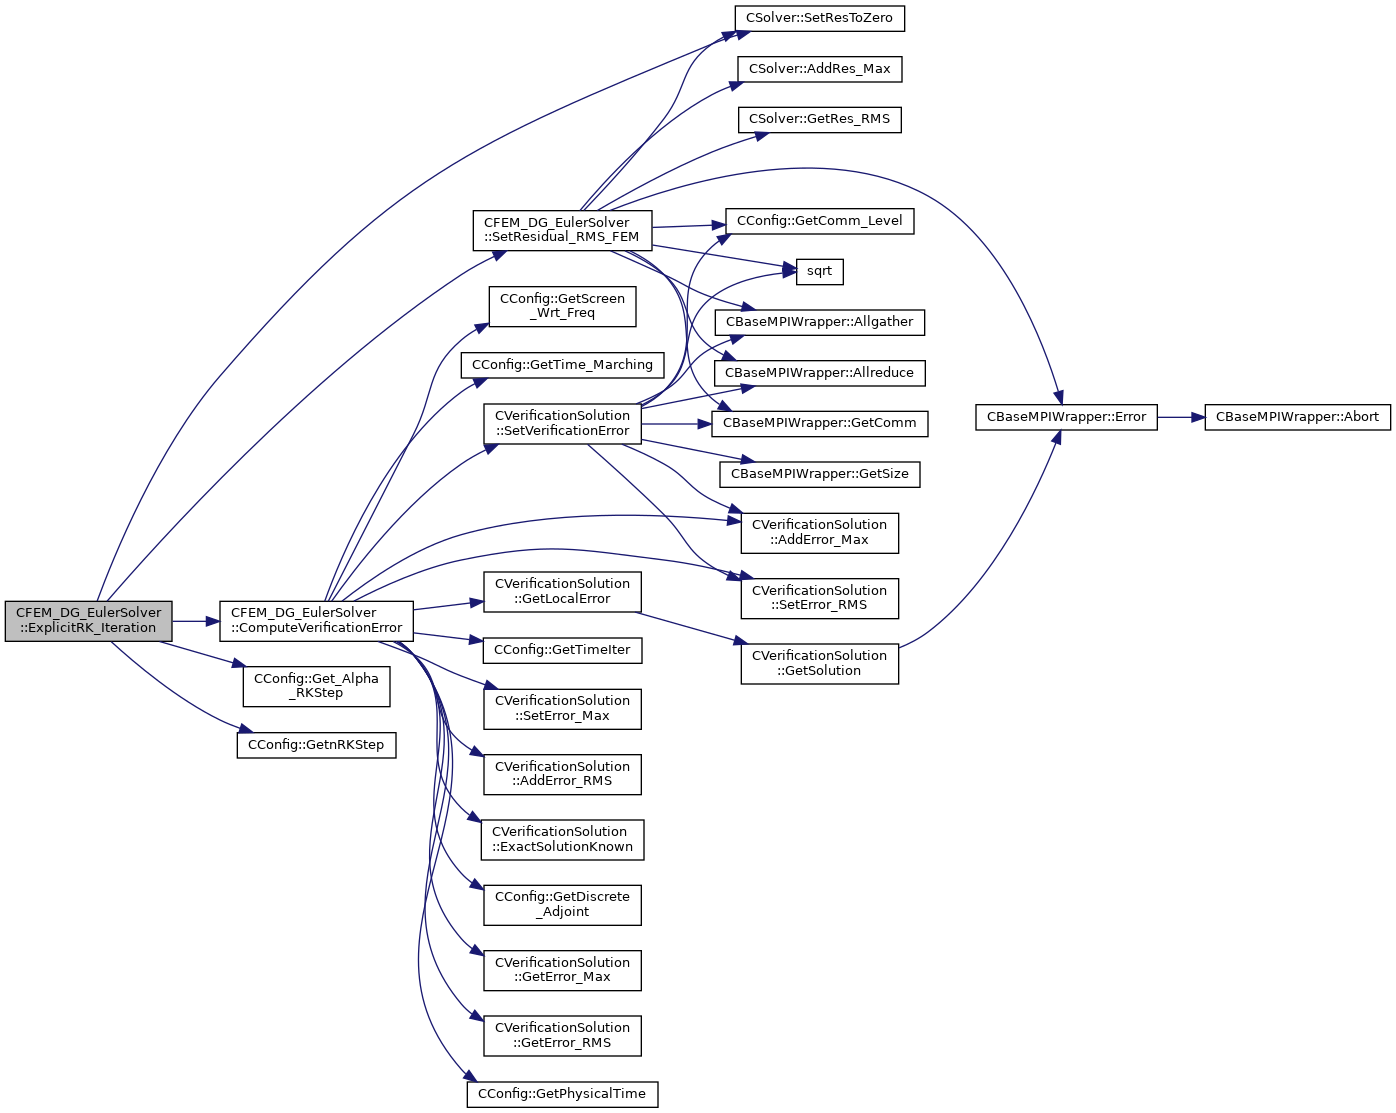 CSolver::SetResToZero
CSolver::AddRes_Max
CSolver::GetRes_RMS
CFEM_DG_EulerSolver
::SetResidual_RMS_FEM
CConfig::GetComm_Level
sqrt
CConfig::GetScreen
_Wrt_Freq
CBaseMPIWrapper::Allgather
CConfig::GetTime_Marching
CBaseMPIWrapper::Allreduce
CVerificationSolution
::SetVerificationError
CBaseMPIWrapper::GetComm
CBaseMPIWrapper::Error
CBaseMPIWrapper::Abort
CBaseMPIWrapper::GetSize
CVerificationSolution
::AddError_Max
CVerificationSolution
::GetLocalError
CVerificationSolution
::SetError_RMS
CFEM_DG_EulerSolver
::ExplicitRK_Iteration
CFEM_DG_EulerSolver
::ComputeVerificationError
CConfig::GetTimeIter
CVerificationSolution
::GetSolution
CConfig::Get_Alpha
_RKStep
CVerificationSolution
::SetError_Max
CConfig::GetnRKStep
CVerificationSolution
::AddError_RMS
CVerificationSolution
::ExactSolutionKnown
CConfig::GetDiscrete
_Adjoint
CVerificationSolution
::GetError_Max
CVerificationSolution
::GetError_RMS
CConfig::GetPhysicalTime